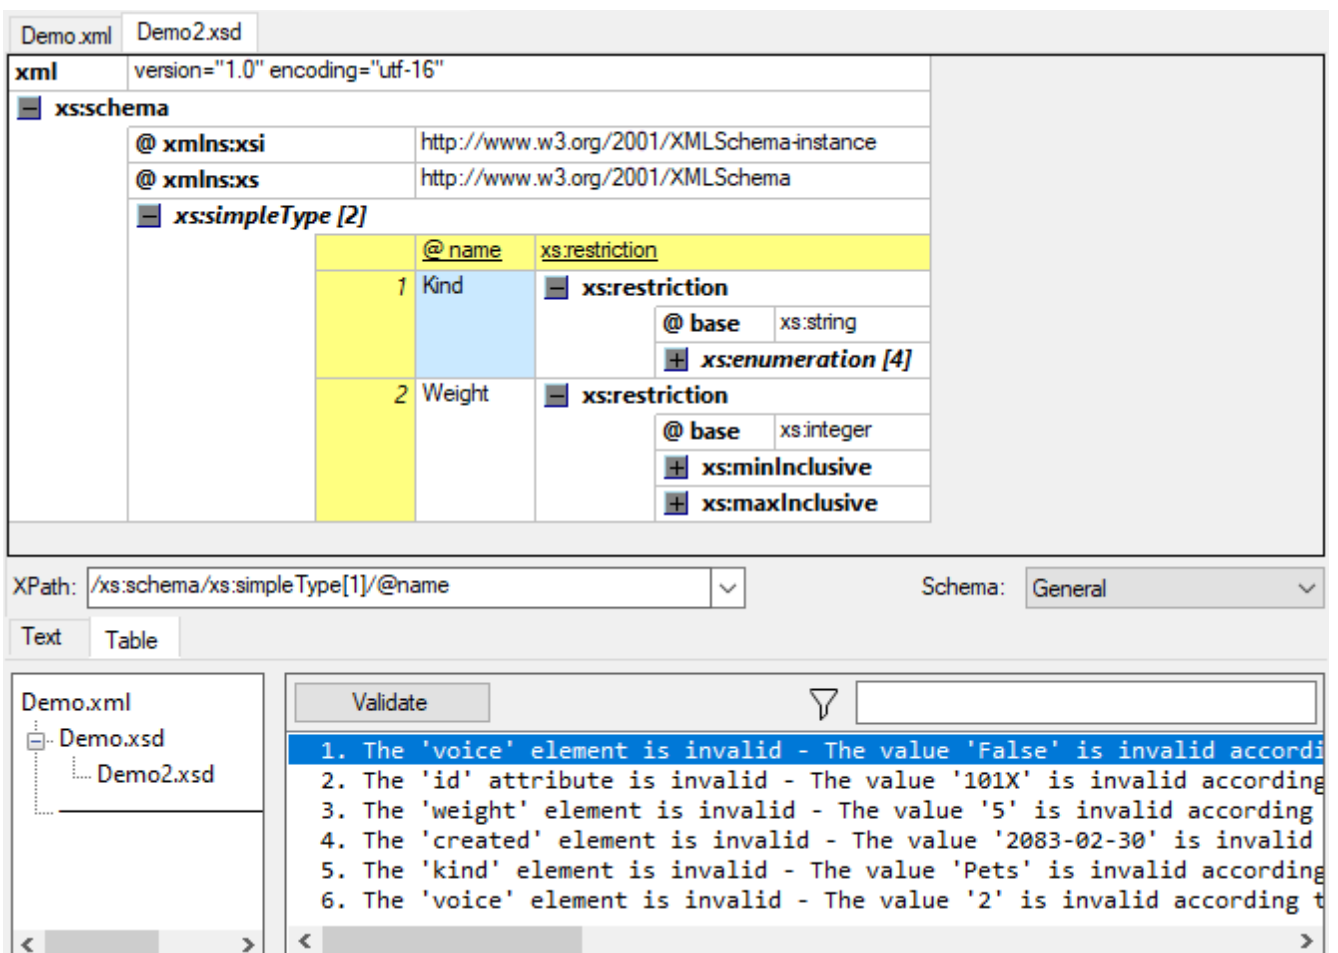 Demo.xml Demo2.xsd
xml version="1.0" encoding="utf-16"
xs:schema
@ xmlns:xsi http://www.w3.org/2001/XMLSchema-instance
@ xmlns:xs http://www.w3.org/2001/XMLSchema
xs:simpleType [2]
@ name xs:restriction
1 Kind xs:restriction
@ base xs:string
xs:enumeration [4]
2 Weight xs:restriction
@ base xs:integer
xs:minInclusive
xs:maxInclusive
XPath: /xs:schema/xs:simpleType[1]/@name Schema: General
Text Table
Demo.xml
Demo.xsd
Demo2.xsd
Validate
1. The 'voice' element is invalid - The value 'False' is invalid accordi
2. The 'id' attribute is invalid - The value '101X' is invalid according
3. The 'weight' element is invalid - The value '5' is invalid according
4. The 'created' element is invalid - The value '2083-02-30' is invalid
5. The 'kind' element is invalid - The value 'Pets' is invalid according
6. The 'voice' element is invalid - The value '2' is invalid according t